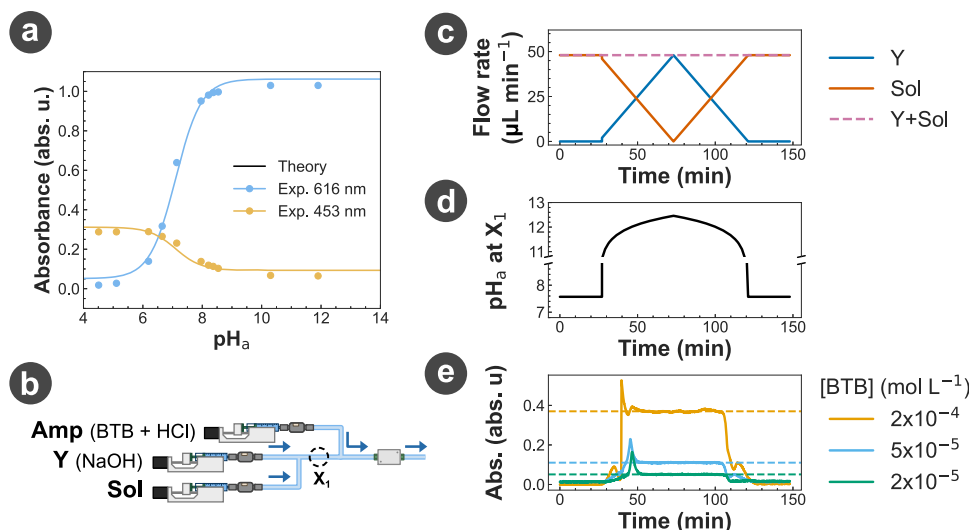 a
Absorbance (abs. u.)
1.0
0.8
0.6
0.4
0.2
0.0
Theory
Exp. 616 nm
Exp. 453 nm
4 6 8 10 12 14
pHₐ
b
Amp (BTB + HCl)
Y (NaOH)
Sol
X₁
c
Flow rate
(µL min⁻¹)
50
25
0
0 50 100 150
Time (min)
Y
Sol
Y+Sol
d
pHₐ at X₁
13
12
11
8
7
0 50 100 150
Time (min)
e
Abs. (abs. u)
0.4
0.2
0.0
0 50 100 150
Time (min)
[BTB] (mol L⁻¹)
2x10⁻⁴
5x10⁻⁵
2x10⁻⁵